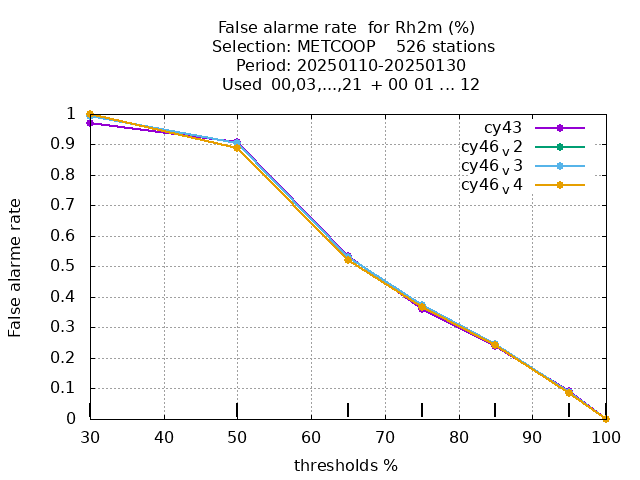 False alarme rate for Rh2m (%)
Selection: METCOOP 526 stations
Period: 20250110-20250130
Used 00,03,...,21 + 00 01 ... 12
cy43
cy46v2
cy46v3
cy46v4
False alarme rate
1
0.9
0.8
0.7
0.6
0.5
0.4
0.3
0.2
0.1
0
30 40 50 60 70 80 90 100
thresholds %